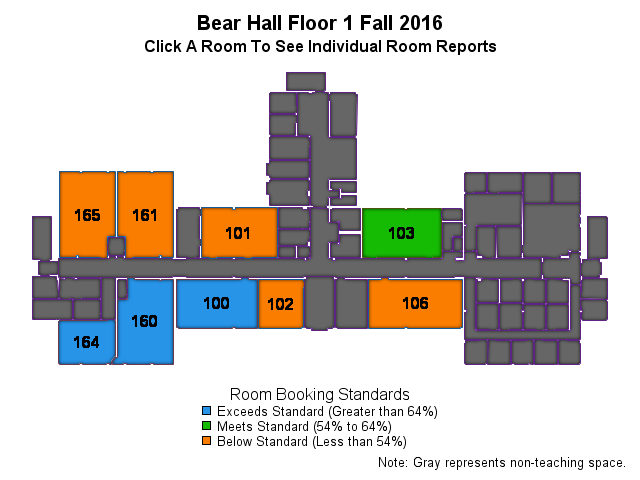 Bear Hall Floor 1 Fall 2016
Click A Room To See Individual Room Reports
165
161
101
103
100
102
106
160
164
Room Booking Standards
Exceeds Standard (Greater than 64%)
Meets Standard (54% to 64%)
Below Standard (Less than 54%)
Note: Gray represents non-teaching space.